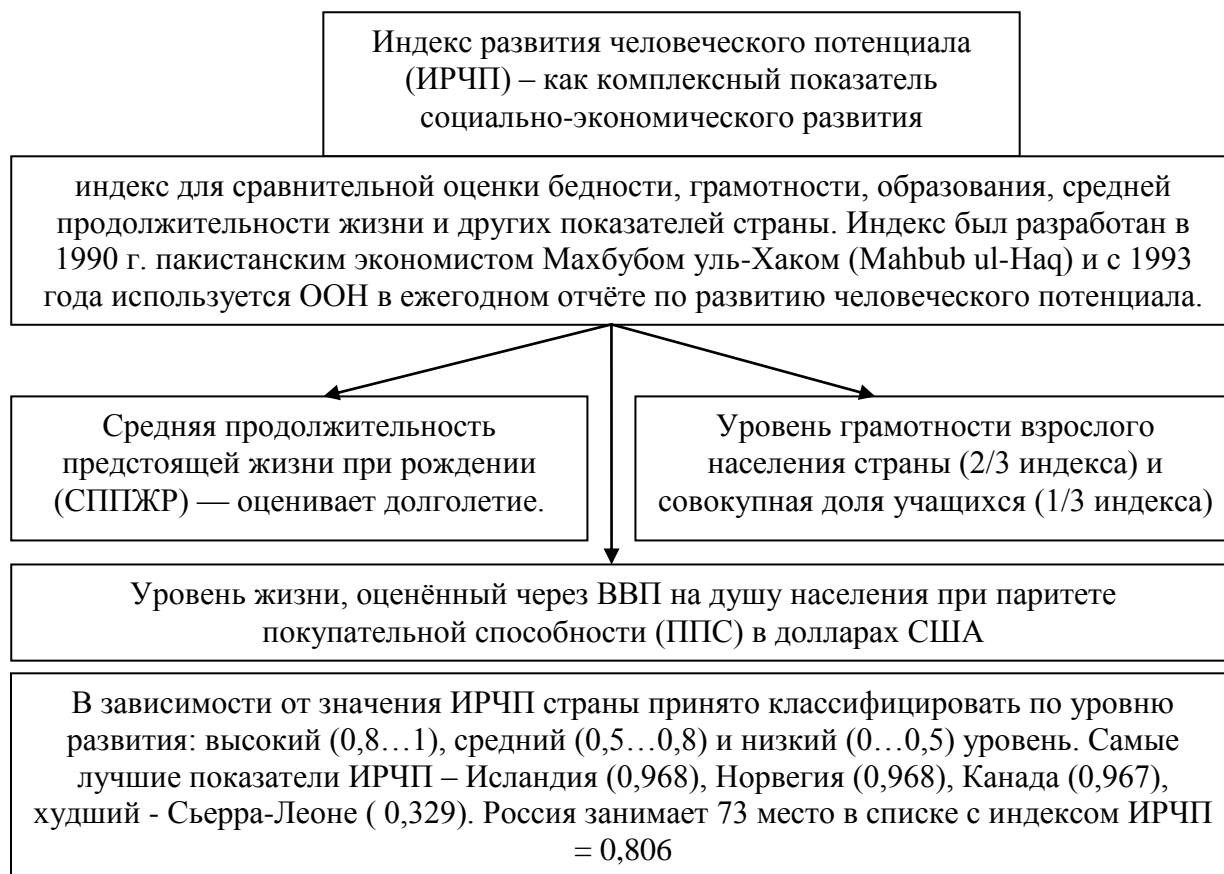 Индекс развития человеческого потенциала
(ИРЧП) – как комплексный показатель
социально-экономического развития
индекс для сравнительной оценки бедности, грамотности, образования, средней
продолжительности жизни и других показателей страны. Индекс был разработан в
1990 г. пакистанским экономистом Махбубом уль-Хаком (Mahbub ul-Haq) и с 1993
года используется ООН в ежегодном отчёте по развитию человеческого потенциала.
Средняя продолжительность
предстоящей жизни при рождении
(СППЖР) — оценивает долголетие.
Уровень грамотности взрослого
населения страны (2/3 индекса) и
совокупная доля учащихся (1/3 индекса)
Уровень жизни, оценённый через ВВП на душу населения при паритете
покупательной способности (ППС) в долларах США
В зависимости от значения ИРЧП страны принято классифицировать по уровню
развития: высокий (0,8…1), средний (0,5…0,8) и низкий (0…0,5) уровень. Самые
лучшие показатели ИРЧП – Исландия (0,968), Норвегия (0,968), Канада (0,967),
худший - Сьерра-Леоне ( 0,329). Россия занимает 73 место в списке с индексом ИРЧП
= 0,806